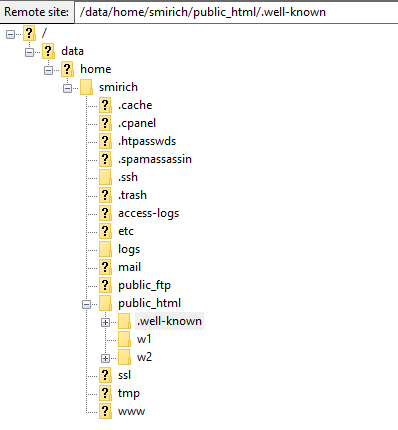 Remote site: /data/home/smirich/public_html/.well-known
/
data
home
smirich
.cache
.cpanel
.htpasswds
.spamassassin
.ssh
.trash
access-logs
etc
logs
mail
public_ftp
public_html
.well-known
w1
w2
ssl
tmp
www